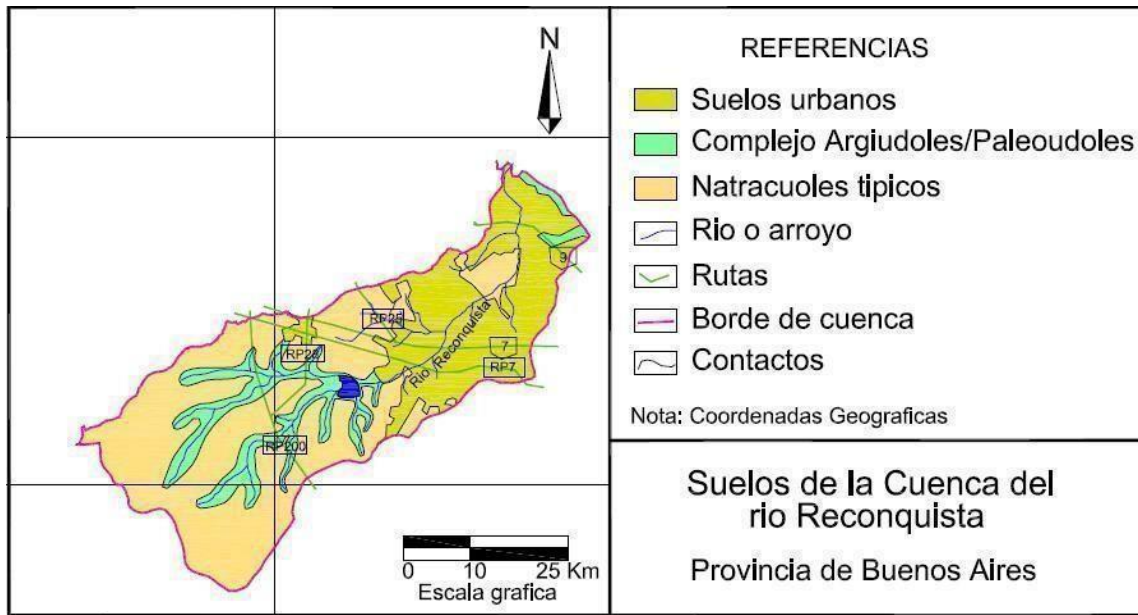 N
9
RP25
Rio Reconquista
7
RP7
RP200
0 10 25 Km
Escala grafica
REFERENCIAS
Suelos urbanos
Complejo Argiudoles/Paleoudoles
Natracuoles tipicos
Rio o arroyo
Rutas
Borde de cuenca
Contactos
Nota: Coordenadas Geograficas
Suelos de la Cuenca del
rio Reconquista
Provincia de Buenos Aires